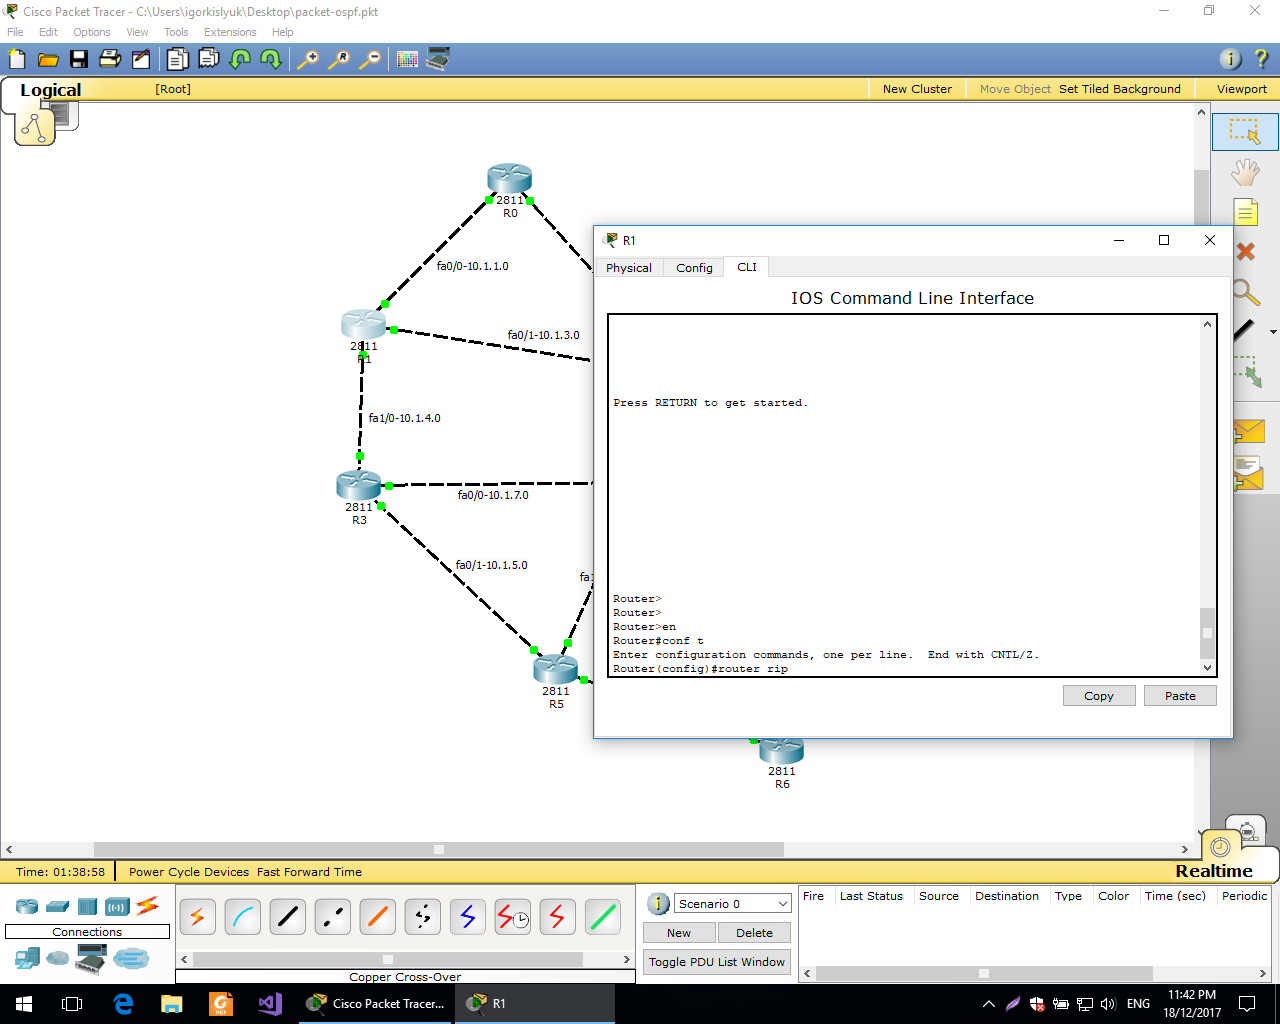 Cisco Packet Tracer - C:\Users\igorkislyuk\Desktop\packet-ospf.pkt
File Edit Options View Tools Extensions Help
Logical [Root] New Cluster Move Object Set Tiled Background Viewport
2811
R0
fa0/0-10.1.1.0
2811
R1
fa0/1-10.1.3.0
fa1/0-10.1.4.0
2811
R3
fa0/0-10.1.7.0
fa0/1-10.1.5.0
fa1
2811
R5
2811
R6
R1
Physical Config CLI
IOS Command Line Interface
Press RETURN to get started.
Router>
Router>
Router>en
Router#conf t
Enter configuration commands, one per line.  End with CNTL/Z.
Router(config)#router rip
Copy Paste
Time: 01:38:58 Power Cycle Devices Fast Forward Time
Realtime
Connections
Copper Cross-Over
Scenario 0
New Delete
Toggle PDU List Window
Fire Last Status Source Destination Type Color Time (sec) Periodic
Cisco Packet Tracer... R1
ENG
11:42 PM
18/12/2017